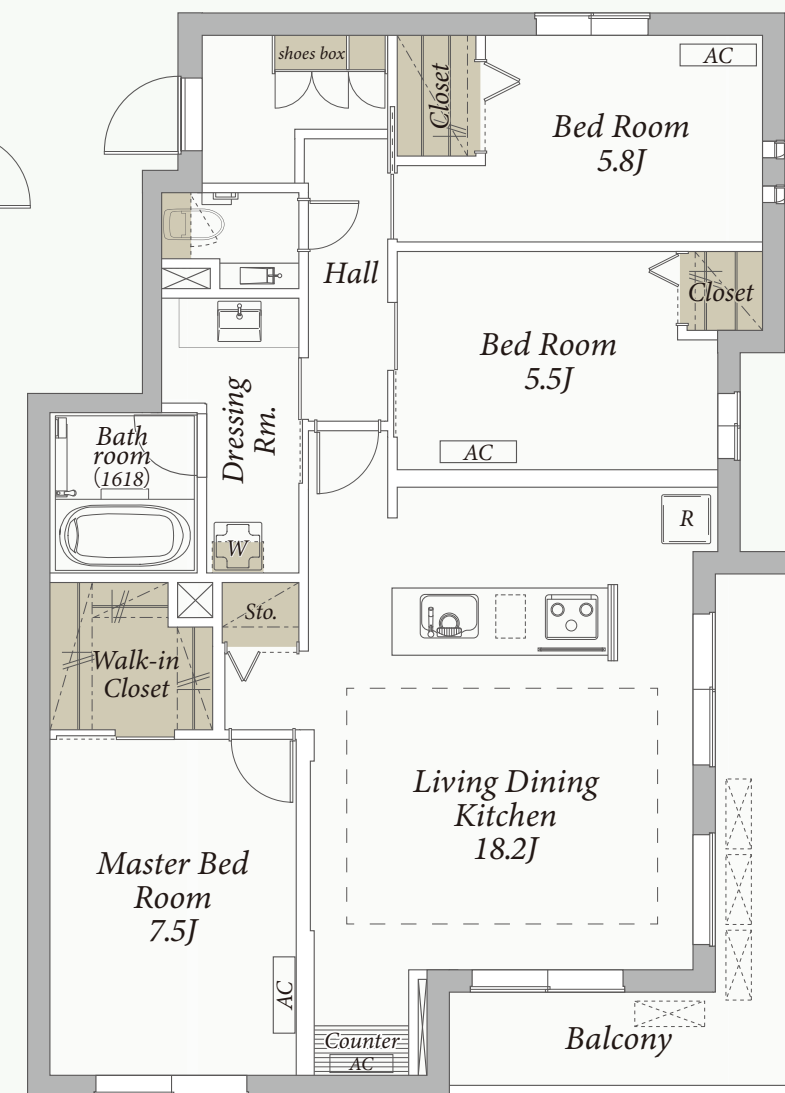 shoes box
Closet
AC
Bed Room
5.8J
Hall
Closet
Bed Room
5.5J
AC
Dressing
Rm.
Bath
room
(1618)
W
R
Sto.
Walk-in
Closet
Living Dining
Kitchen
18.2J
Master Bed
Room
7.5J
AC
Counter
AC
Balcony